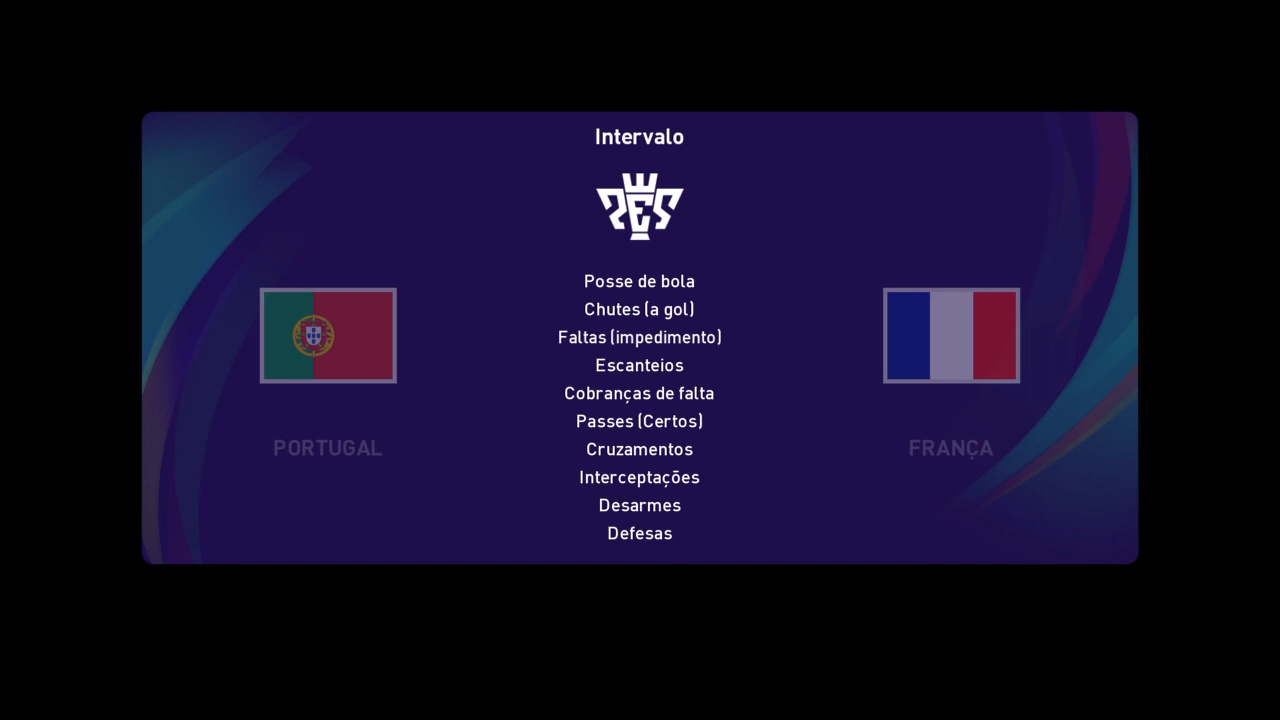 Intervalo
PES
Posse de bola
Chutes (a gol)
Faltas (impedimento)
Escanteios
Cobranças de falta
PORTUGAL
FRANÇA
Passes (Certos)
Cruzamentos
Interceptações
Desarmes
Defesas